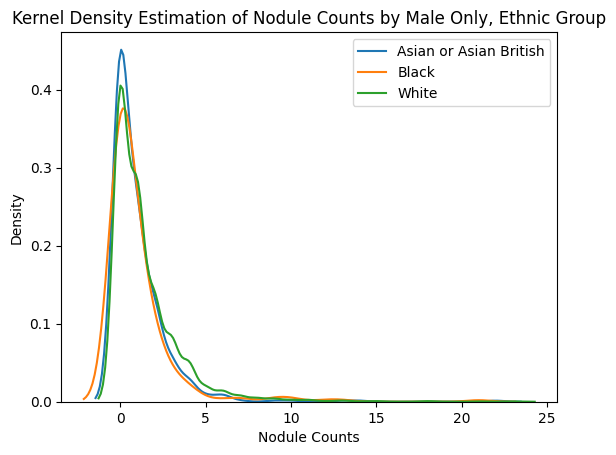 Kernel Density Estimation of Nodule Counts by Male Only, Ethnic Group
Asian or Asian British
Black
White
Density
0.4
0.3
0.2
0.1
0.0
0
5
10
15
20
25
Nodule Counts